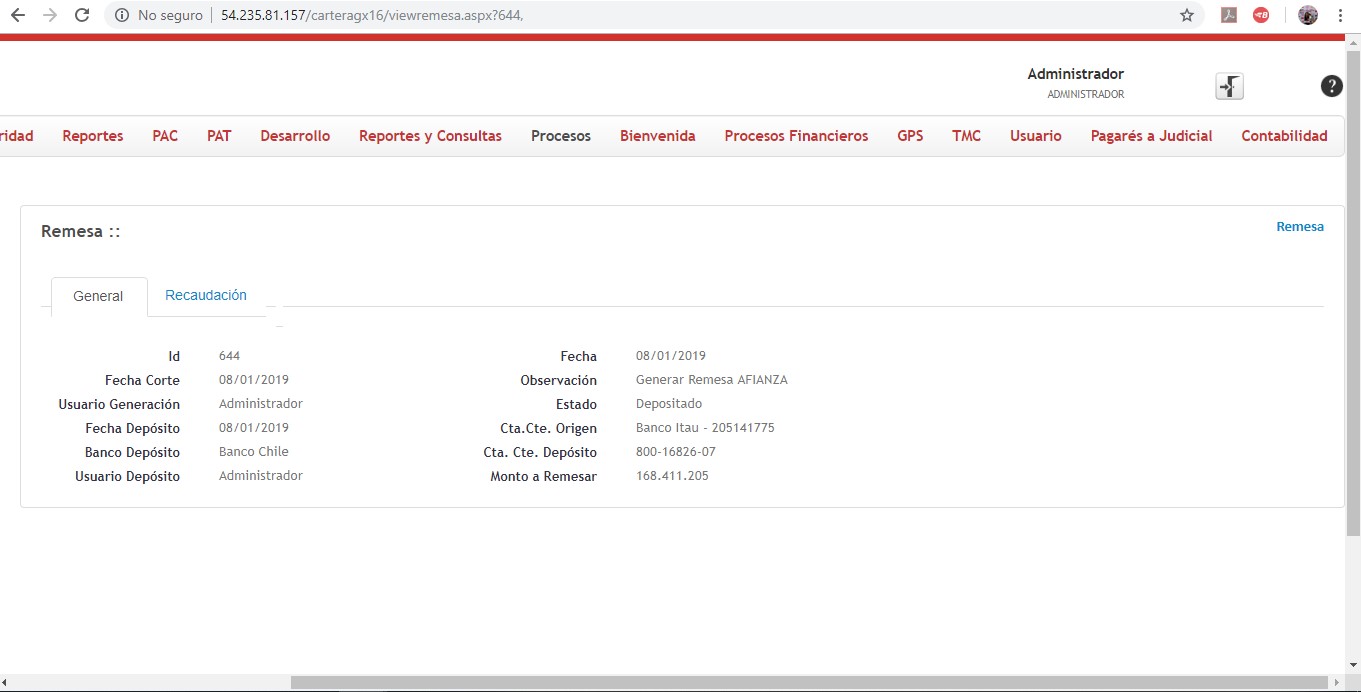 No seguro 54.235.81.157/carteragx16/viewremesa.aspx?644,
Administrador
ADMINISTRADOR
ridad Reportes PAC PAT Desarrollo Reportes y Consultas Procesos Bienvenida Procesos Financieros GPS TMC Usuario Pagarés a Judicial Contabilidad
Remesa :: Remesa
General Recaudación
Id 644 Fecha 08/01/2019
Fecha Corte 08/01/2019 Observación Generar Remesa AFIANZA
Usuario Generación Administrador Estado Depositado
Fecha Depósito 08/01/2019 Cta.Cte. Origen Banco Itau - 205141775
Banco Depósito Banco Chile Cta. Cte. Depósito 800-16826-07
Usuario Depósito Administrador Monto a Remesar 168.411.205